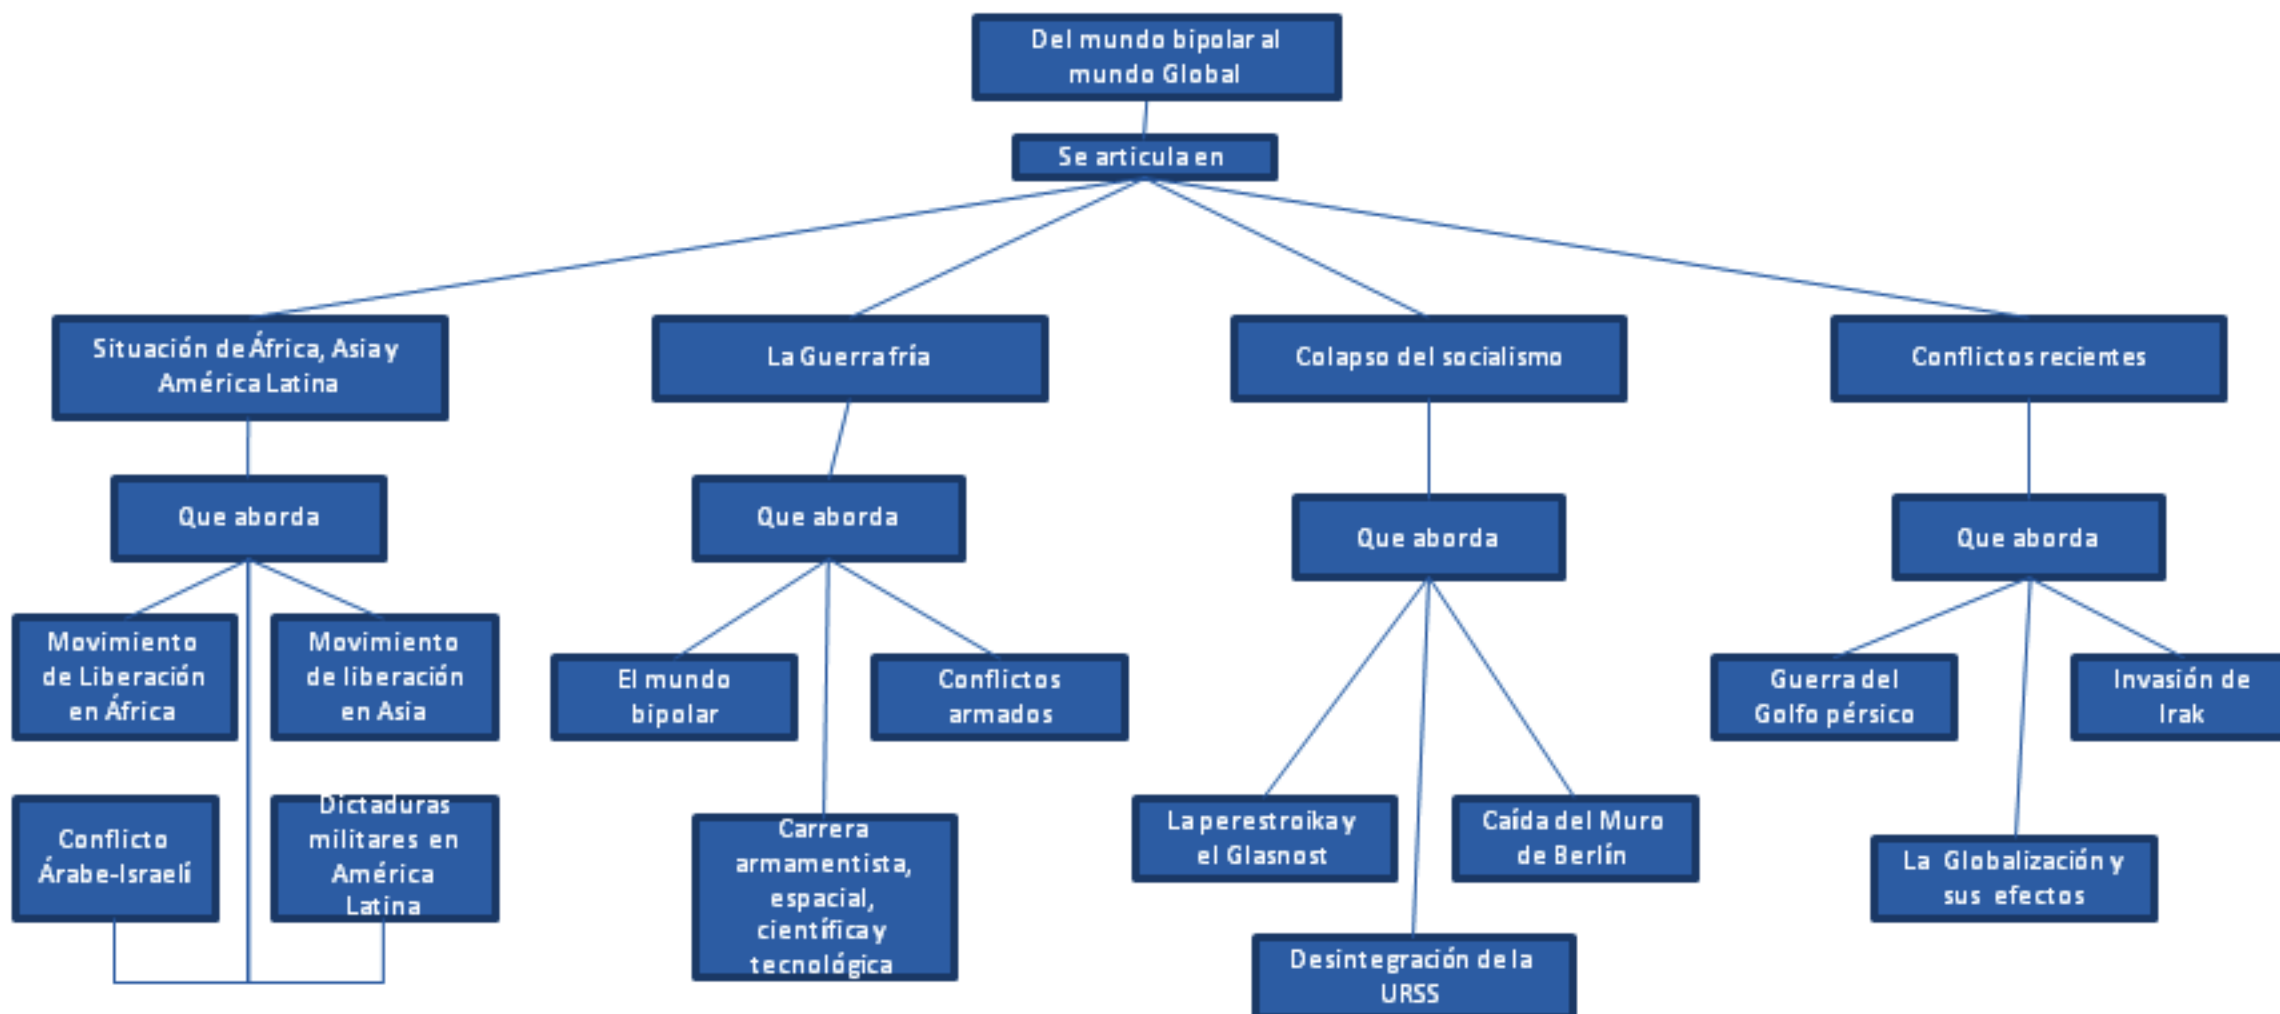 Del mundo bipolar al
mundo Global
Se articula en
Situación de África, Asia y
América Latina
La Guerra fría
Colapso del socialismo
Conflictos recientes
Que aborda
Que aborda
Que aborda
Que aborda
Movimiento
de Liberación
en África
Movimiento
de liberación
en Asia
El mundo
bipolar
Conflictos
armados
Guerra del
Golfo pérsico
Invasión de
Irak
Conflicto
Árabe-Israelí
Dictaduras
militares en
América
Latina
Carrera
armamentista,
espacial,
científica y
tecnológica
La perestroika y
el Glasnost
Caída del Muro
de Berlín
La Globalización y
sus efectos
Desintegración de la
URSS